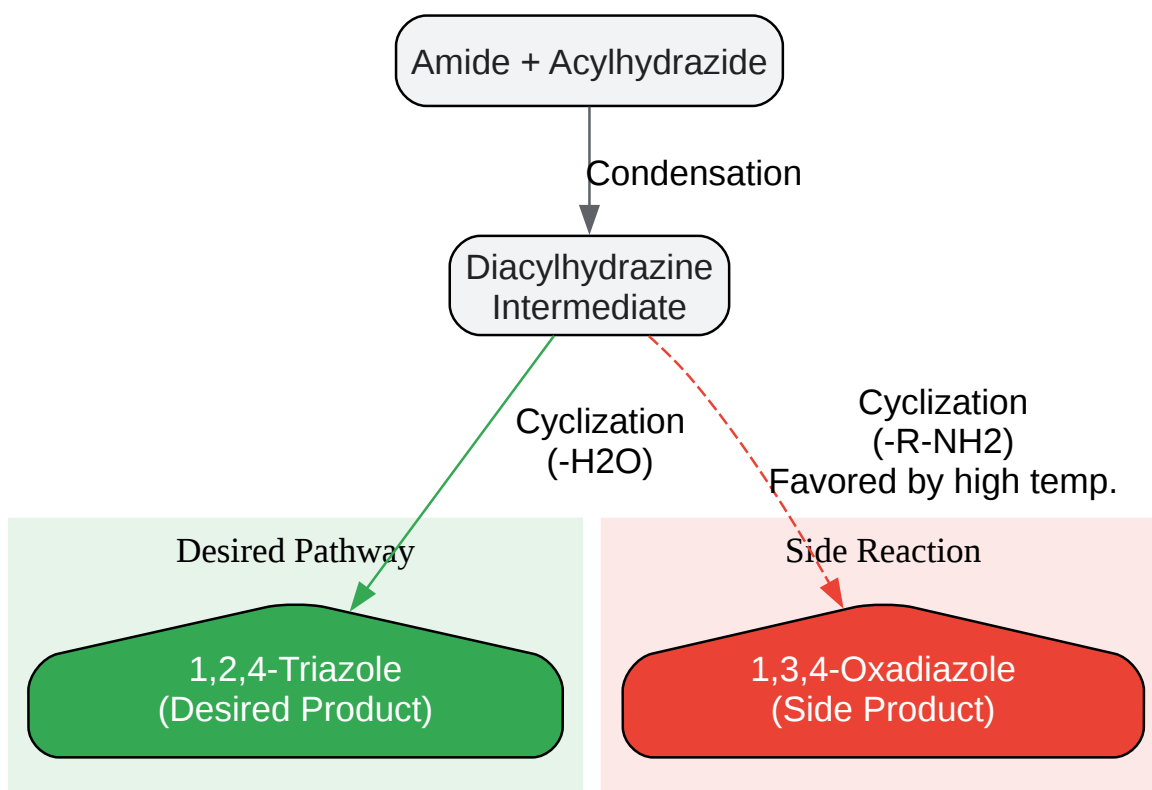 Amide + Acylhydrazide
Condensation
Diacylhydrazine
Intermediate
Cyclization
(-H2O)
Cyclization
(-R-NH2)
Favored by high temp.
Desired Pathway
Side Reaction
1,2,4-Triazole
(Desired Product)
1,3,4-Oxadiazole
(Side Product)